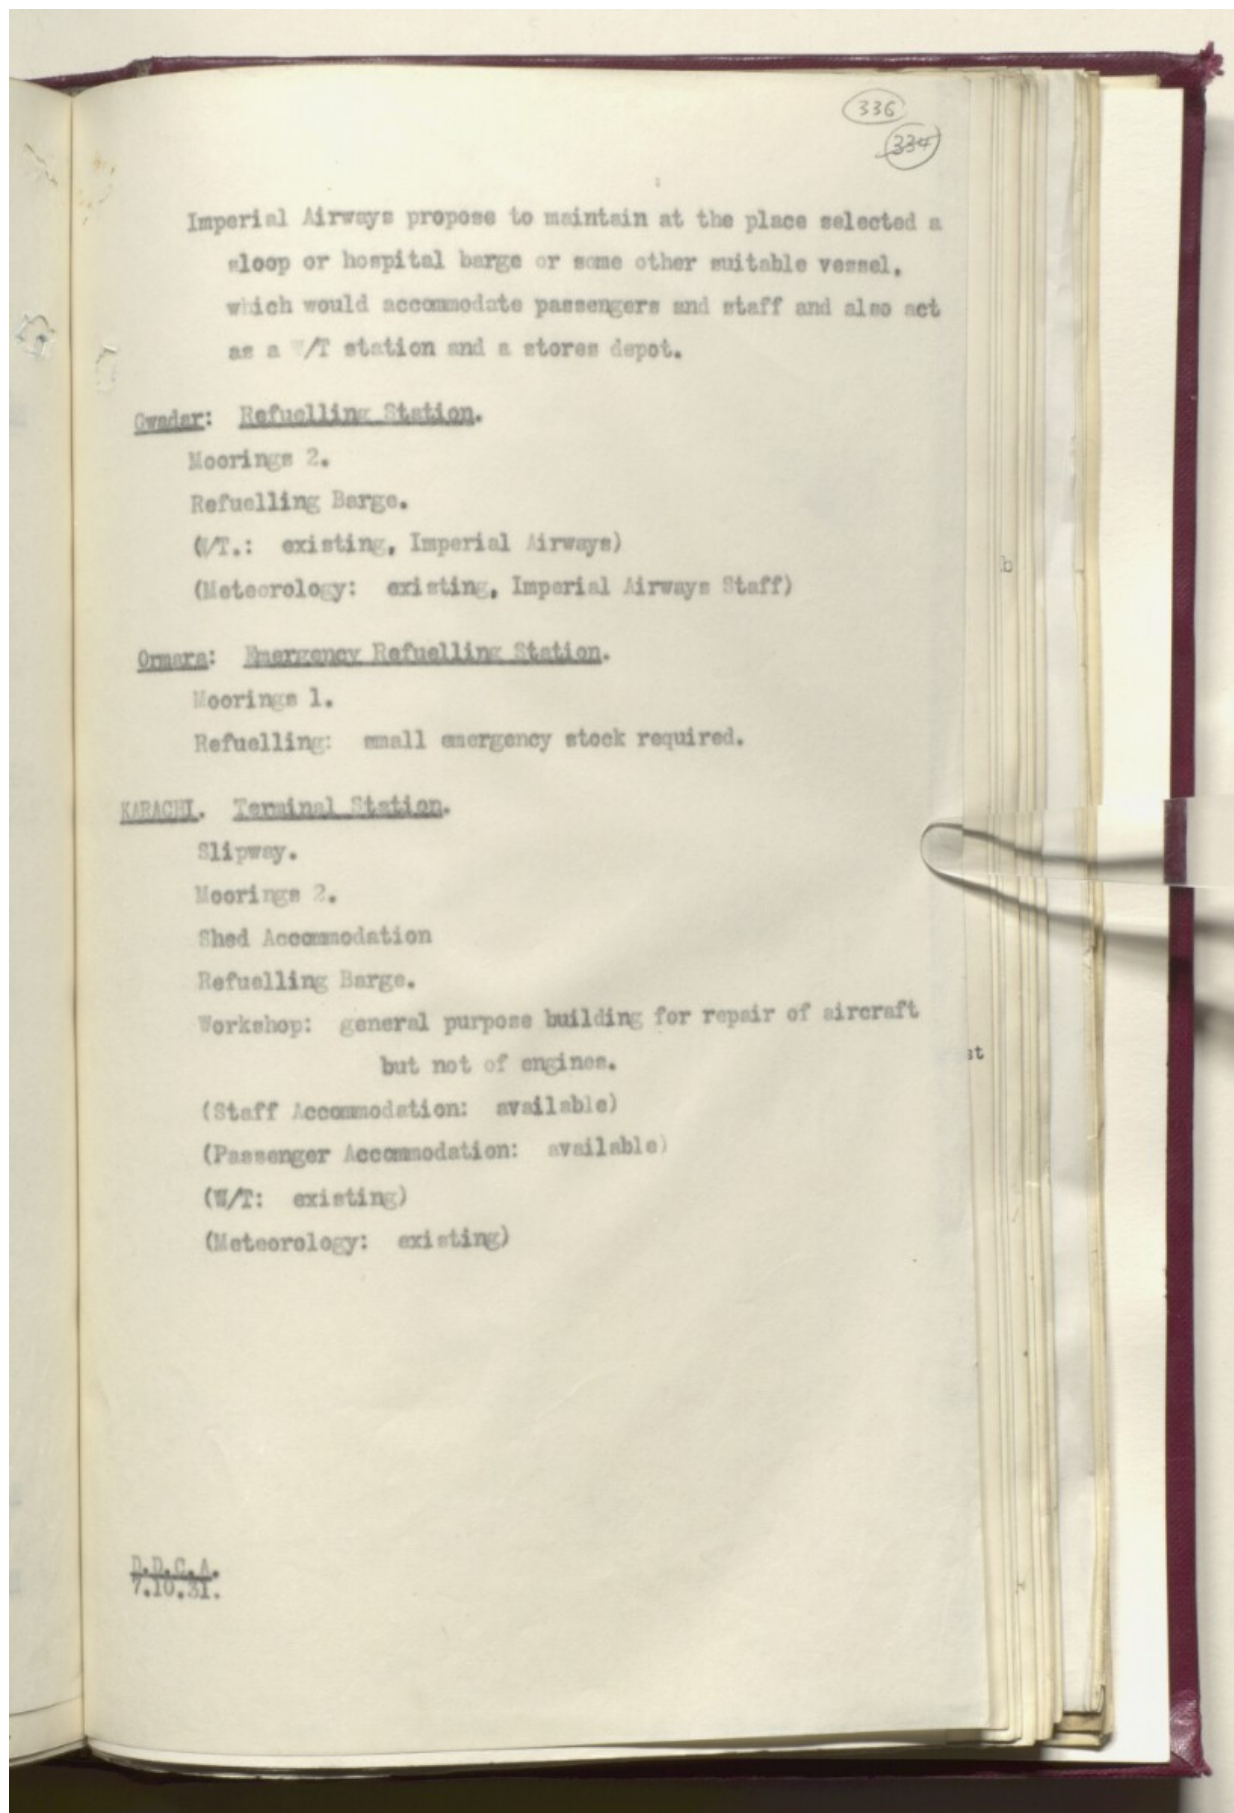 336
334
Imperial Airways propose to maintain at the place selected a
sloop or hospital barge or some other suitable vessel,
which would accommodate passengers and staff and also act
as a W/T station and a stores depot.
Gwadar: Refuelling Station.
Moorings 2.
Refuelling Barge.
(W/T.: existing, Imperial Airways)
(Meteorology: existing, Imperial Airways Staff)
Ormara: Emergency Refuelling Station.
Moorings 1.
Refuelling: small emergency stock required.
KARACHI. Terminal Station.
Slipway.
Moorings 2.
Shed Accommodation
Refuelling Barge.
Workshop: general purpose building for repair of aircraft
but not of engines.
(Staff Accommodation: available)
(Passenger Accommodation: available)
(W/T: existing)
(Meteorology: existing)
D.D.C.A.
7.10.31.
b
st